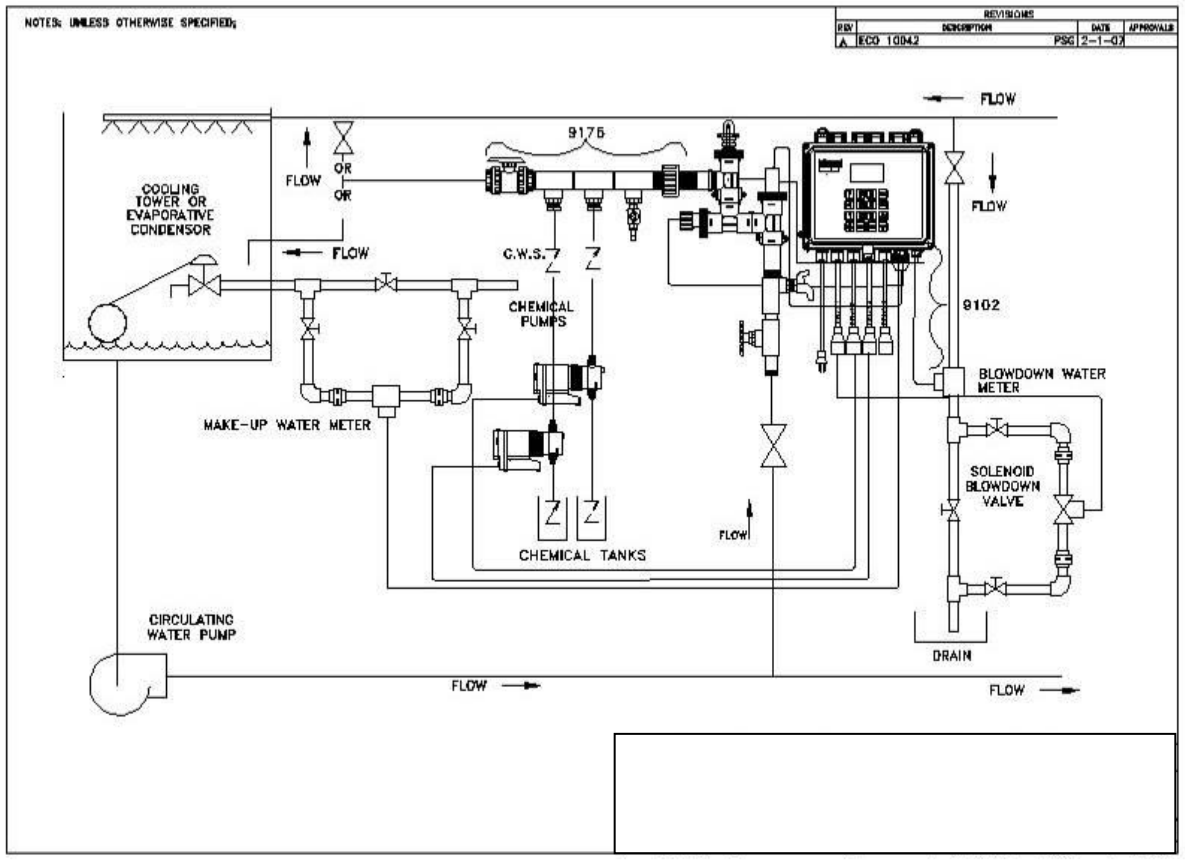 NOTES: UNLESS OTHERWISE SPECIFIED;
REVISIONS
REV DESCRIPTION DATE APPROVALS
A ECO 10042 PSG 2-1-07
FLOW
9175
FLOW
OR
OR
FLOW
COOLING
TOWER OR
EVAPORATIVE
CONDENSOR
FLOW
C.W.S.
CHEMICAL
PUMPS
9102
BLOWDOWN WATER
METER
MAKE-UP WATER METER
SOLENOID
BLOWDOWN
VALVE
FLOW
CHEMICAL TANKS
CIRCULATING
WATER PUMP
DRAIN
FLOW
FLOW